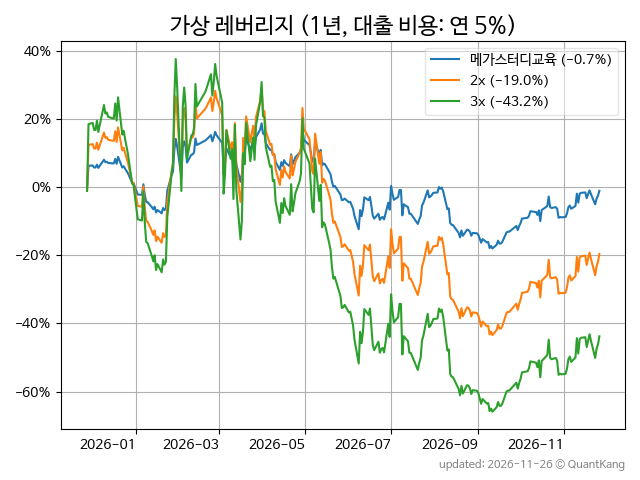 가상 레버리지 (1년, 대출 비용: 연 5%)
메가스터디교육 (−0.7%)
2x (−19.0%)
3x (−43.2%)
40%
20%
0%
−20%
−40%
−60%
2026-01
2026-03
2026-05
2026-07
2026-09
2026-11
updated: 2026-11-26 © QuantKang